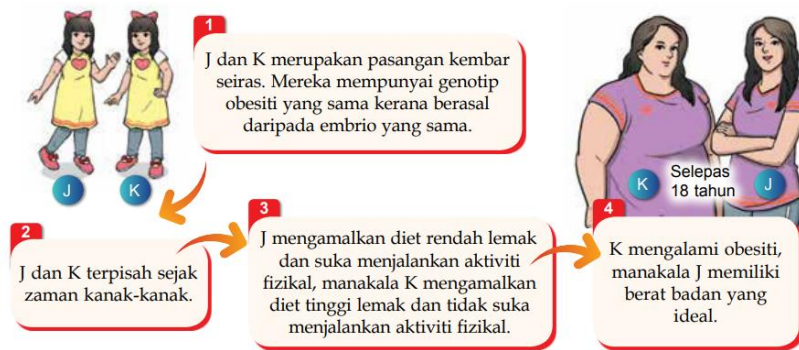 1
J dan K merupakan pasangan kembar
seiras. Mereka mempunyai genotip
obesiti yang sama kerana berasal
daripada embrio yang sama.
J
K
2
J dan K terpisah sejak
zaman kanak-kanak.
3
J mengamalkan diet rendah lemak
dan suka menjalankan aktiviti
fizikal, manakala K mengamalkan
diet tinggi lemak dan tidak suka
menjalankan aktiviti fizikal.
K
Selepas
18 tahun
J
4
K mengalami obesiti,
manakala J memiliki
berat badan yang
ideal.